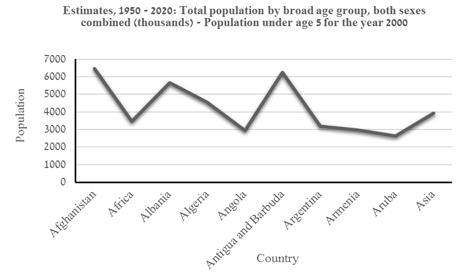 Estimates, 1950 - 2020: Total population by broad age group, both sexes
combined (thousands) - Population under age 5 for the year 2000
7000
6000
5000
4000
3000
2000
1000
0
Population
Afghanistan
Africa
Albania
Algeria
Angola
Antigua and Barbuda
Argentina
Armenia
Aruba
Asia
Country